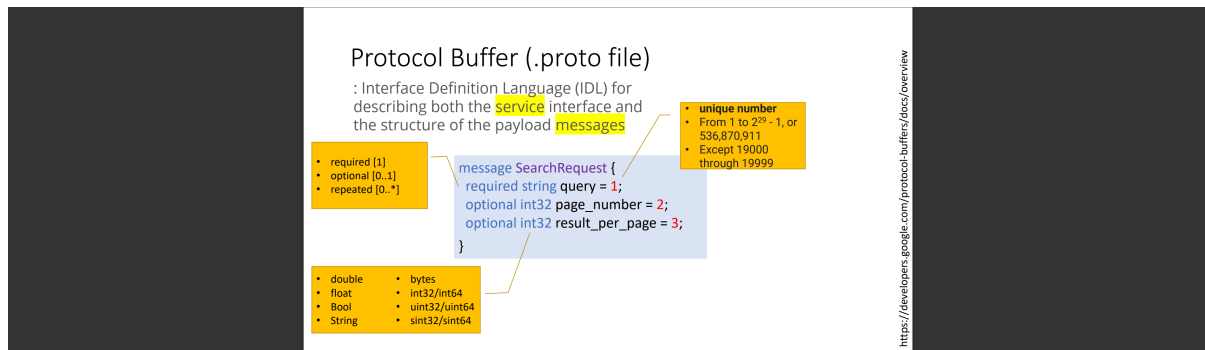 Protocol Buffer (.proto file)
: Interface Definition Language (IDL) for
describing both the service interface and
the structure of the payload messages
• unique number
• From 1 to 2²⁹ - 1, or
536,870,911
• Except 19000
through 19999
• required [1]
• optional [0..1]
• repeated [0..*]
message SearchRequest {
required string query = 1;
optional int32 page_number = 2;
optional int32 result_per_page = 3;
}
• double
• float
• Bool
• String
• bytes
• int32/int64
• uint32/uint64
• sint32/sint64
https://developers.google.com/protocol-buffers/docs/overview